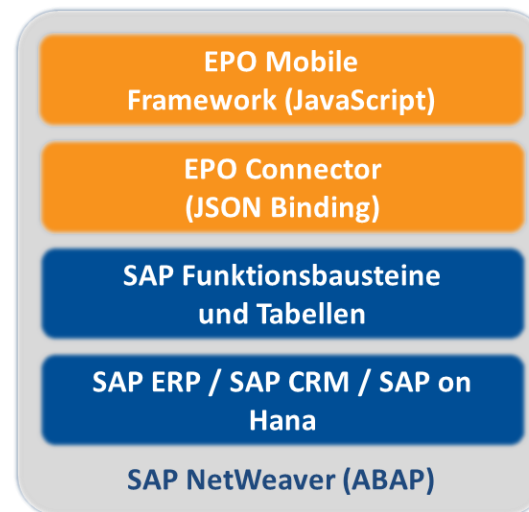 EPO Mobile
Framework (JavaScript)
EPO Connector
(JSON Binding)
SAP Funktionsbausteine
und Tabellen
SAP ERP / SAP CRM / SAP on
Hana
SAP NetWeaver (ABAP)